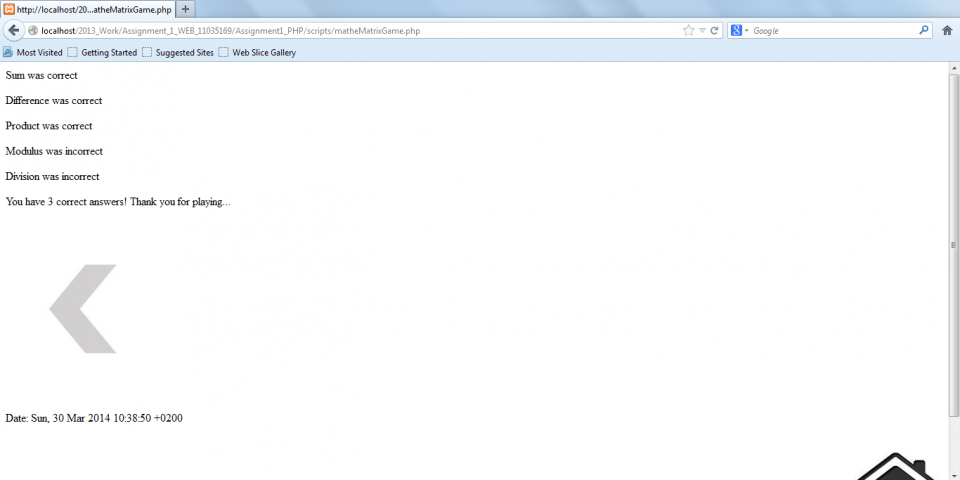 http://localhost/20...atheMatrixGame.php
localhost/2013_Work/Assignment_1_WEB_11035169/Assignment1_PHP/scripts/matheMatrixGame.php
Google
Most Visited Getting Started Suggested Sites Web Slice Gallery
Sum was correct
Difference was correct
Product was correct
Modulus was incorrect
Division was incorrect
You have 3 correct answers! Thank you for playing...
Date: Sun, 30 Mar 2014 10:38:50 +0200